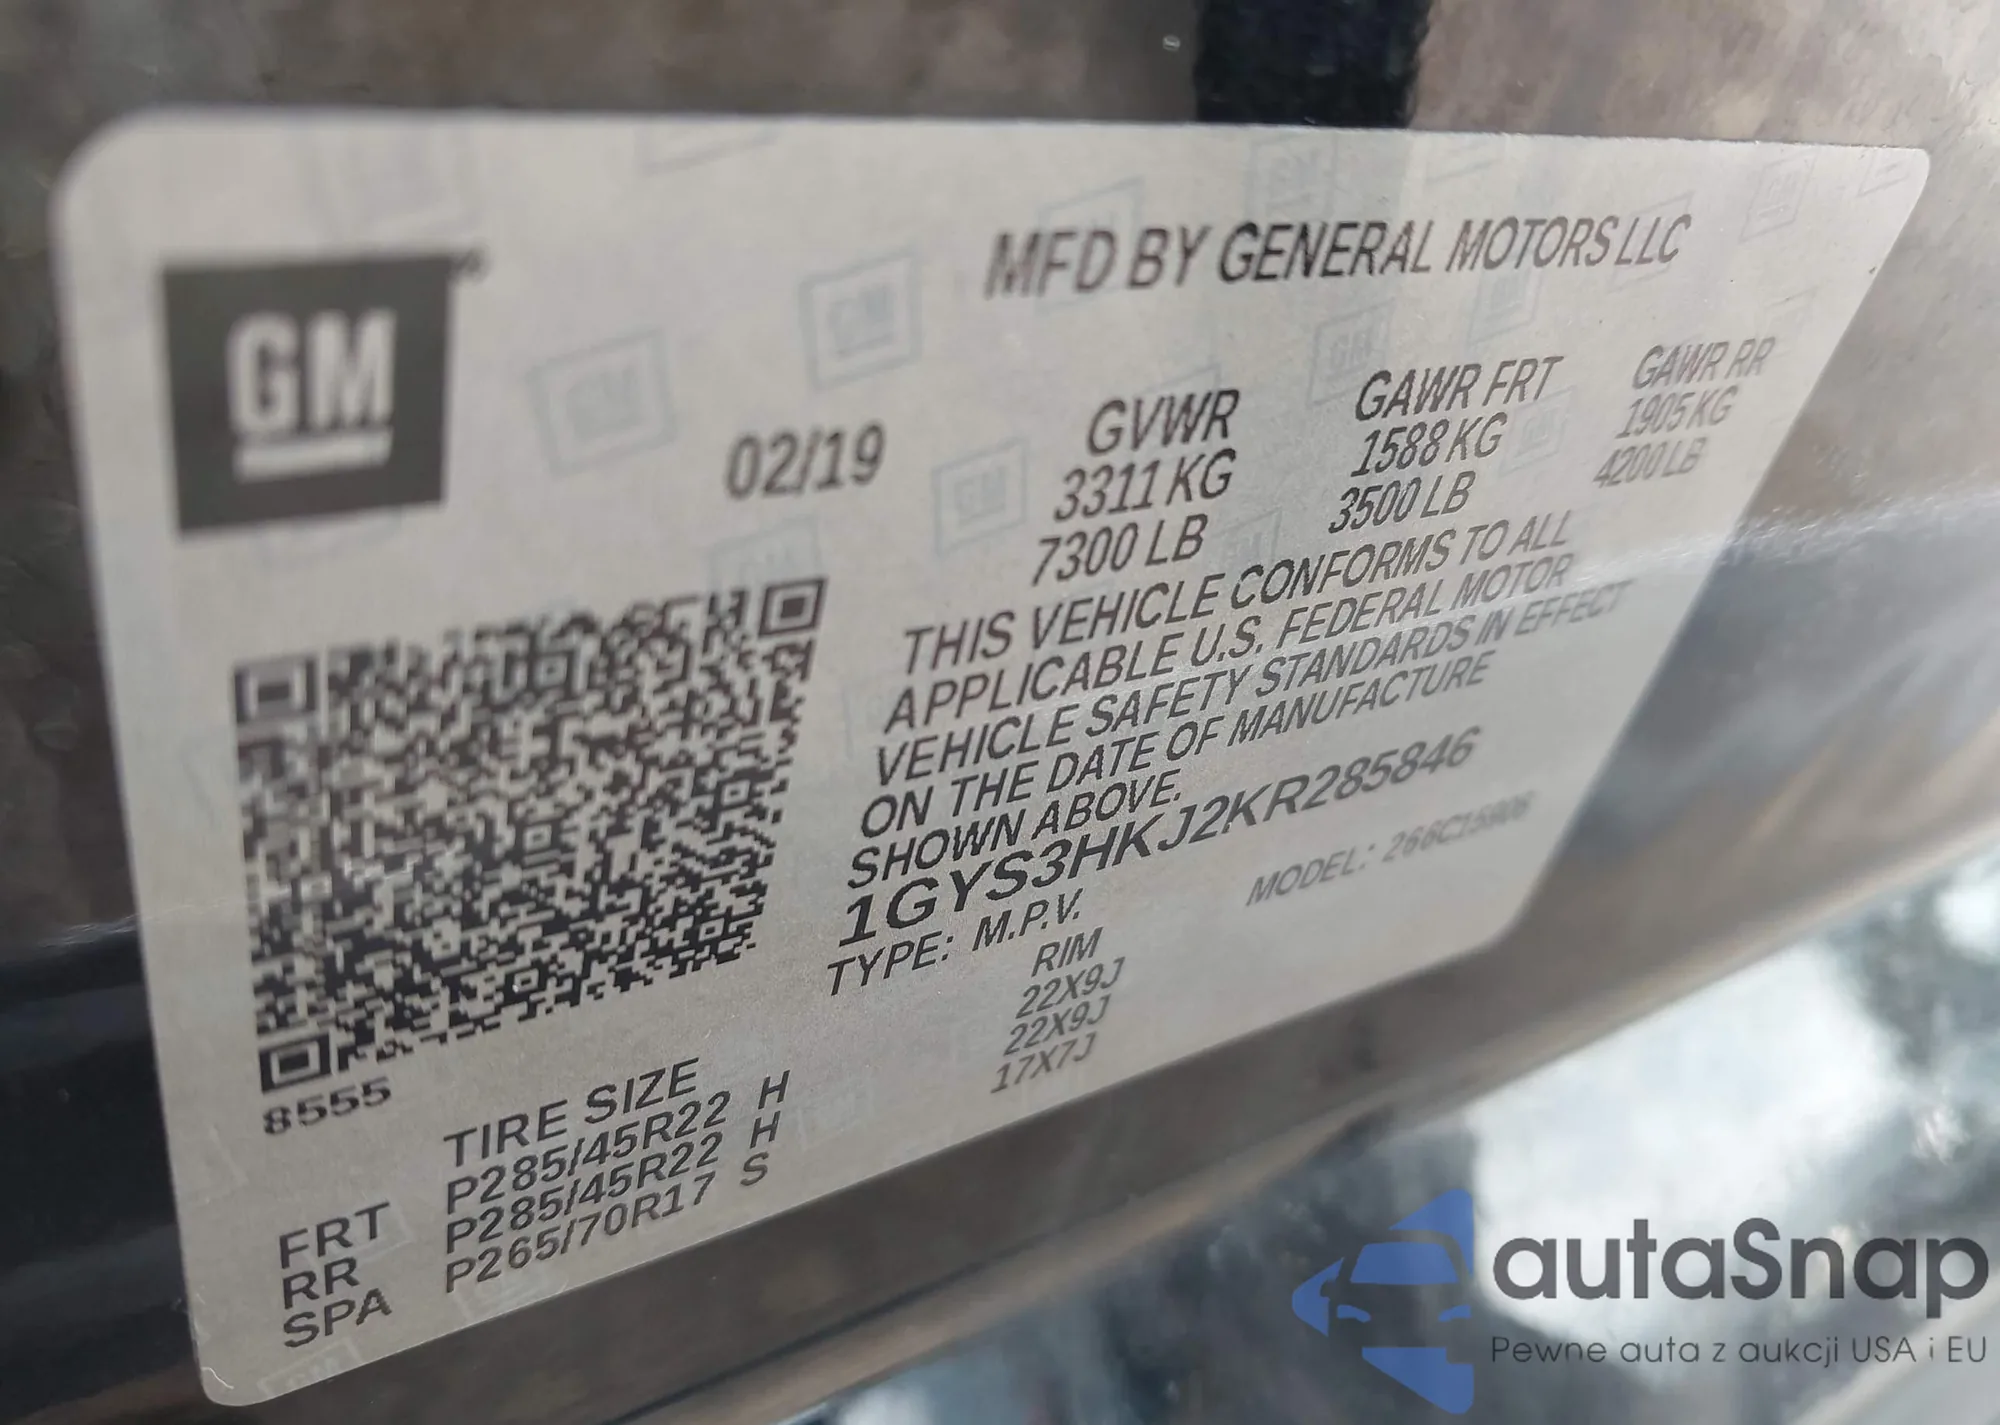 GM
MFD BY GENERAL MOTORS LLC
02/19
GVWR GAWR FRT GAWR RR
3311 KG 1588 KG 1905 KG
7300 LB 3500 LB 4200 LB
THIS VEHICLE CONFORMS TO ALL
APPLICABLE U.S. FEDERAL MOTOR
VEHICLE SAFETY STANDARDS IN EFFECT
ON THE DATE OF MANUFACTURE
SHOWN ABOVE.
1GYS3HKJ2KR285846
TYPE: M.P.V. MODEL: 266C15906
8555
TIRE SIZE RIM
FRT P285/45R22 H 22X9J
RR P285/45R22 H 22X9J
SPA P265/70R17 S 17X7J
autaSnap
Pewne auta z aukcji USA i EU